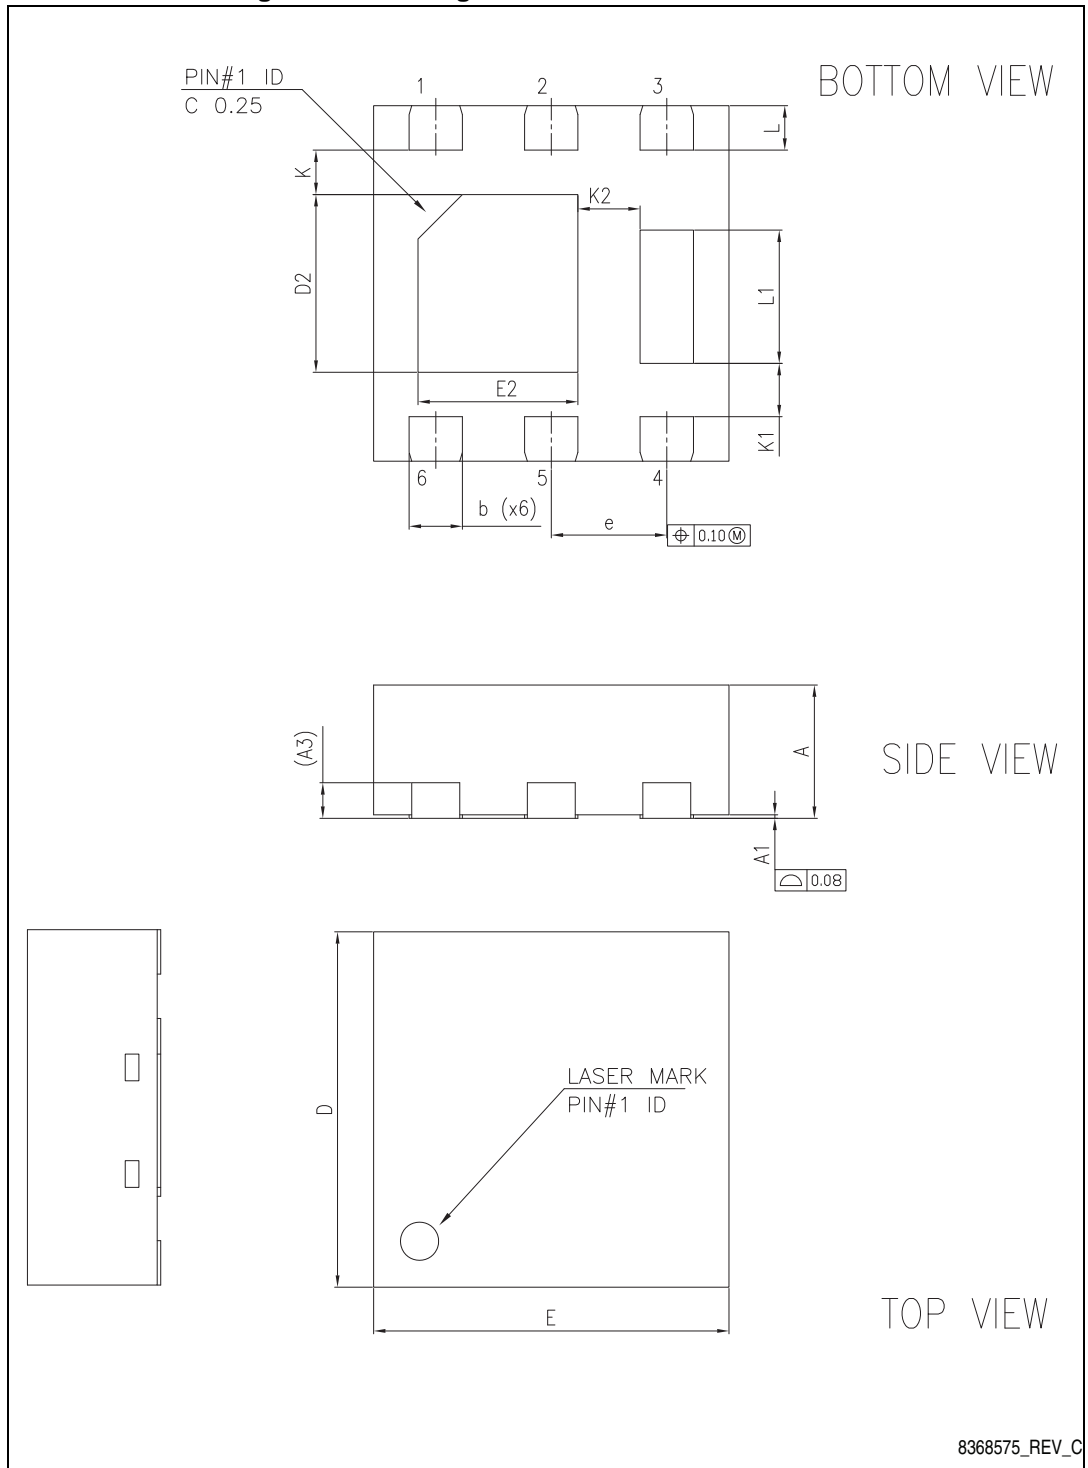 PIN#1 ID
C 0.25
BOTTOM VIEW
1 2 3
L
K
K2
D2
L1
E2
K1
6 5 4
b (x6)
e
0.10 Ⓜ
(A3)
A
SIDE VIEW
A1
0.08
D
LASER MARK
PIN#1 ID
E
TOP VIEW
8368575_REV_C